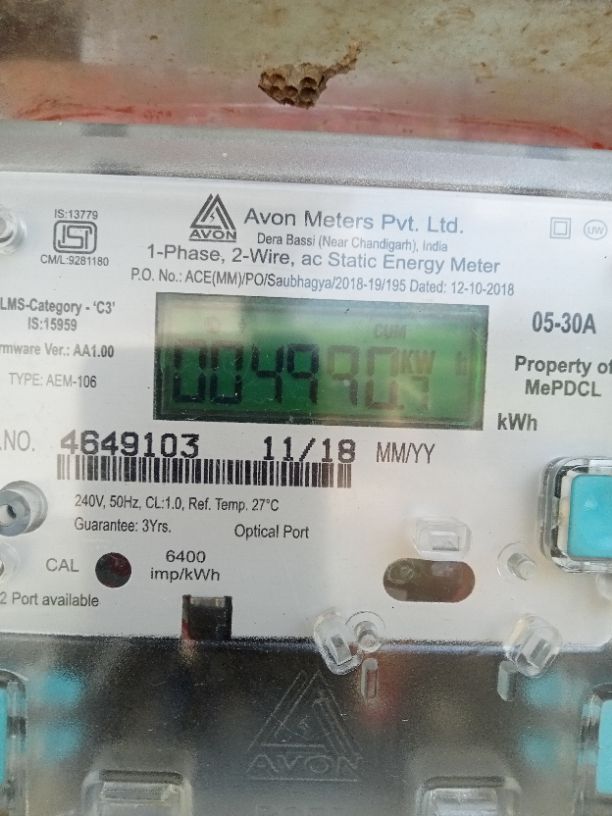 IS:13779
ISI
CM/L:9281180
AVON
Avon Meters Pvt. Ltd.
Dera Bassi (Near Chandigarh), India
1-Phase, 2-Wire, ac Static Energy Meter
P.O. No.: ACE(MM)/PO/Saubhagya/2018-19/195 Dated: 12-10-2018
UW
LMS-Category - 'C3'
IS:15959
rmware Ver.: AA1.00
TYPE: AEM-106
CUM
KW h
05-30A
Property of
MePDCL
kWh
.NO. 4649103 11/18 MM/YY
240V, 50Hz, CL:1.0, Ref. Temp. 27°C
Guarantee: 3Yrs.
Optical Port
CAL
6400
imp/kWh
2 Port available
AVON